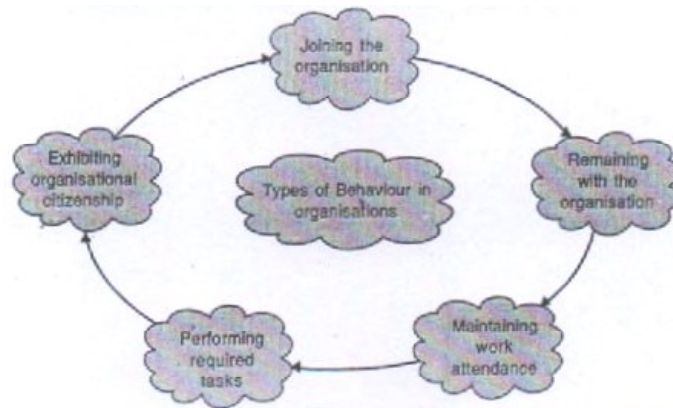 Joining the
organisation
Exhibiting
organisational
citizenship
Remaining
with the
organisation
Types of Behaviour in
organisations
Performing
required
tasks
Maintaining
work
attendance